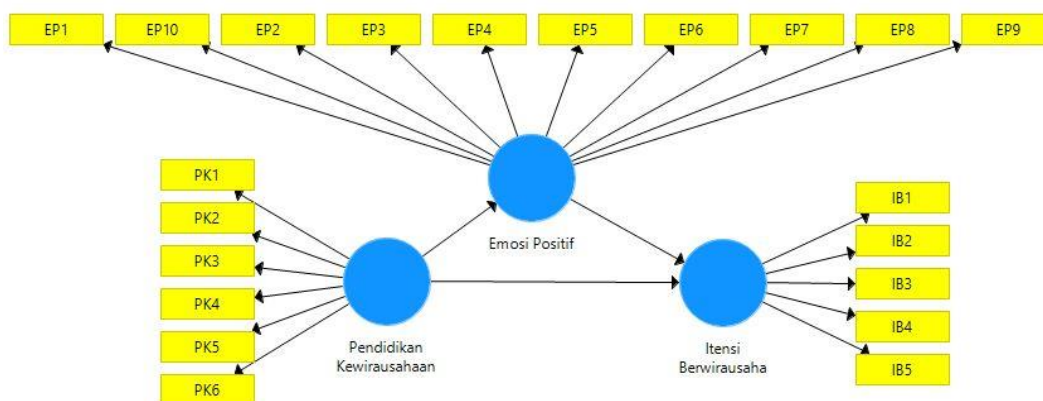 EP1 EP10 EP2 EP3 EP4 EP5 EP6 EP7 EP8 EP9
Emosi Positif
PK1
PK2
PK3
PK4
PK5
PK6
Pendidikan
Kewirausahaan
Itensi
Berwirausaha
IB1
IB2
IB3
IB4
IB5